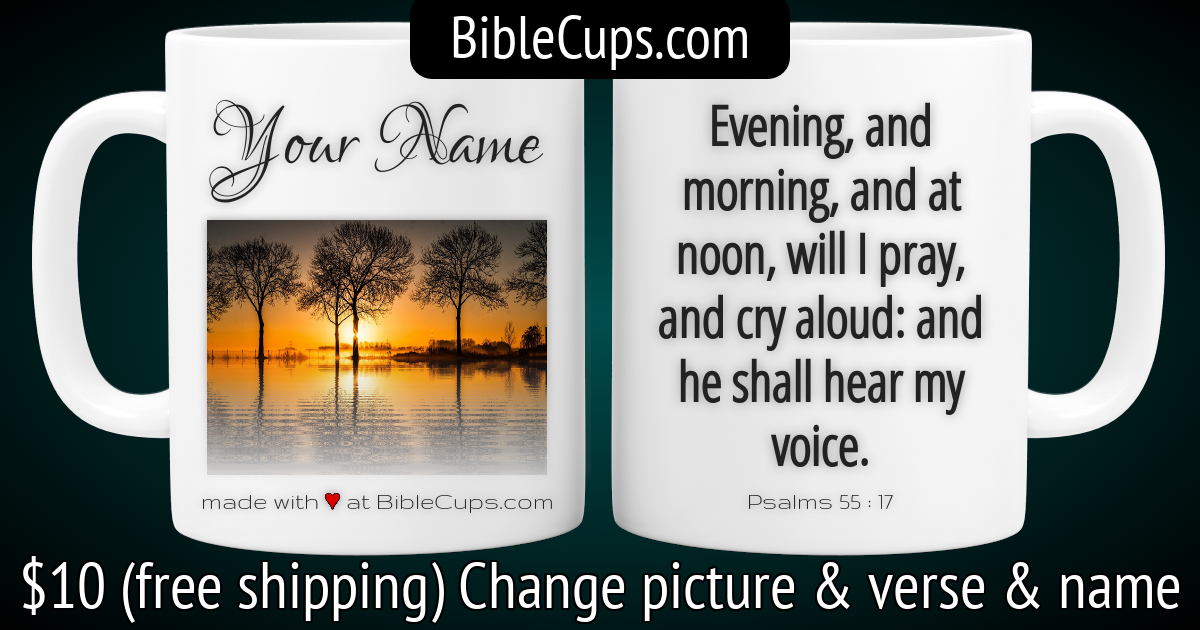 BibleCups.com
Your Name
made with ♥ at BibleCups.com
Evening, and
morning, and at
noon, will I pray,
and cry aloud: and
he shall hear my
voice.
Psalms 55 : 17
$10 (free shipping) Change picture & verse & name